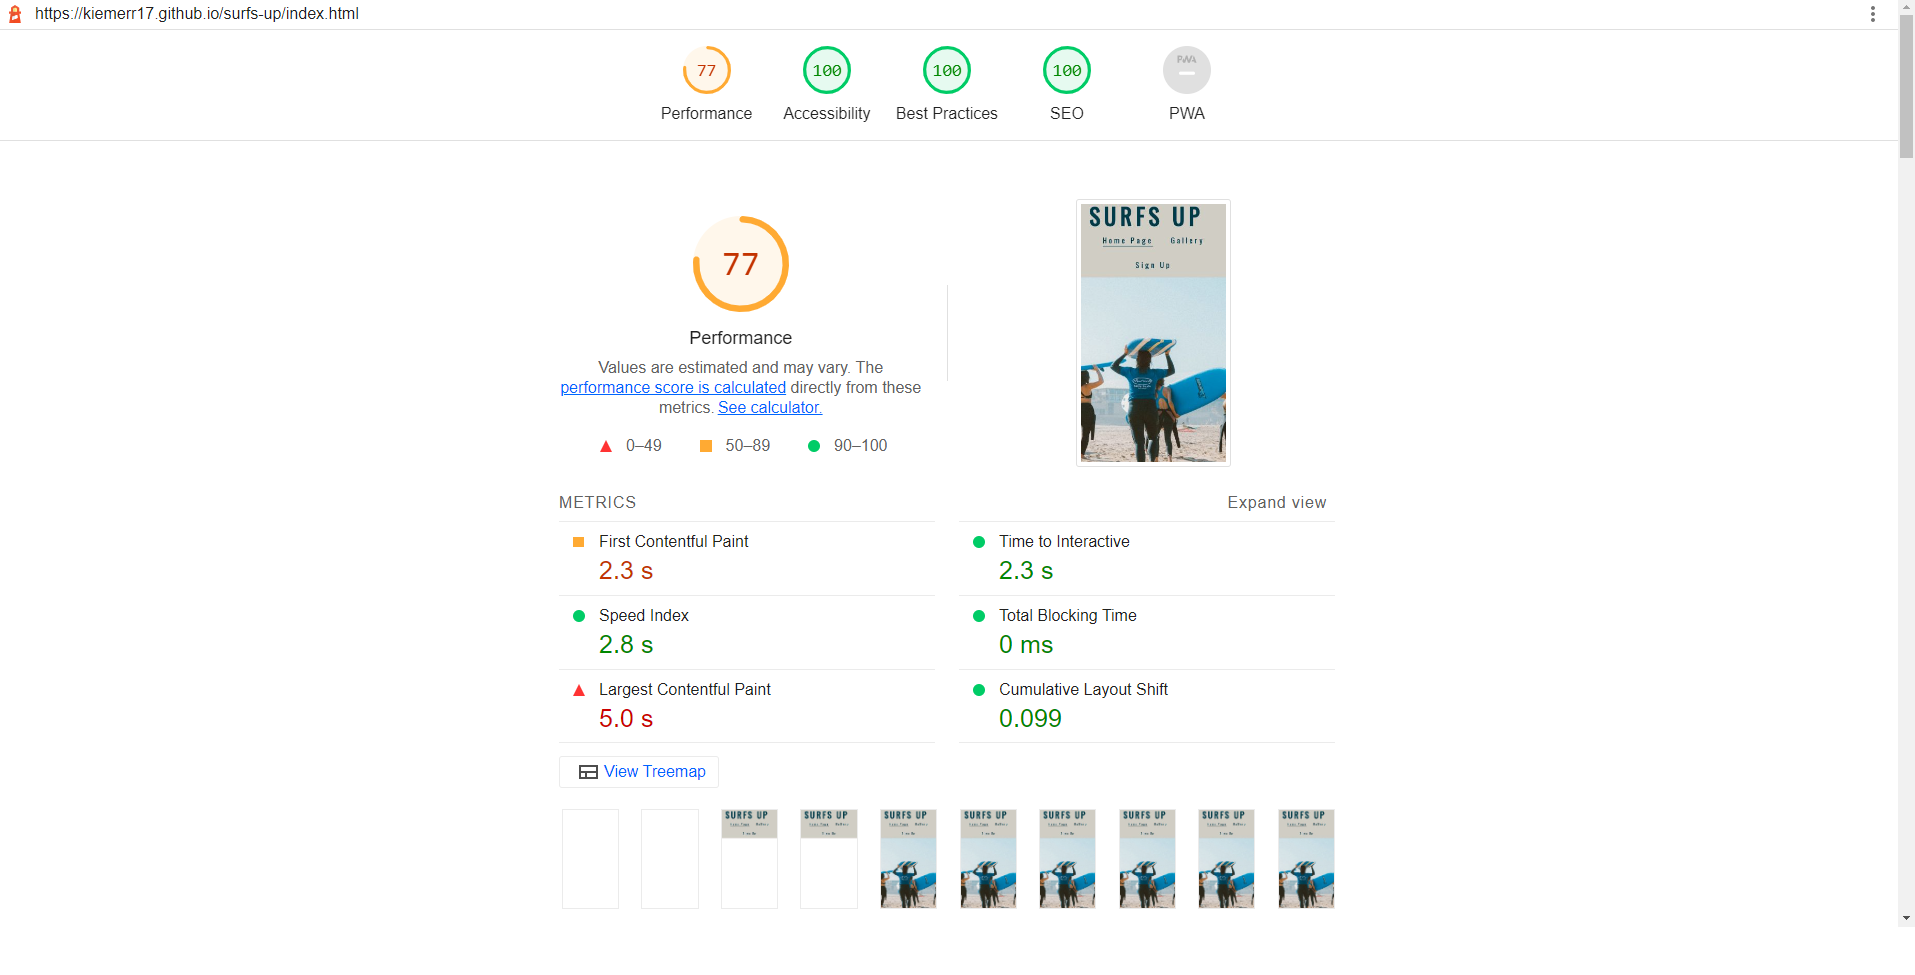 https://kiemerr17.github.io/surfs-up/index.html
77
100
100
100
PWA
Performance
Accessibility
Best Practices
SEO
PWA
77
Performance
Values are estimated and may vary. The
performance score is calculated directly from these
metrics. See calculator.
0–49
50–89
90–100
SURFS UP
Home Page
Gallery
Sign Up
METRICS
Expand view
First Contentful Paint
2.3 s
Time to Interactive
2.3 s
Speed Index
2.8 s
Total Blocking Time
0 ms
Largest Contentful Paint
5.0 s
Cumulative Layout Shift
0.099
View Treemap
SURFS UP
SURFS UP
SURFS UP
SURFS UP
SURFS UP
SURFS UP
SURFS UP
SURFS UP